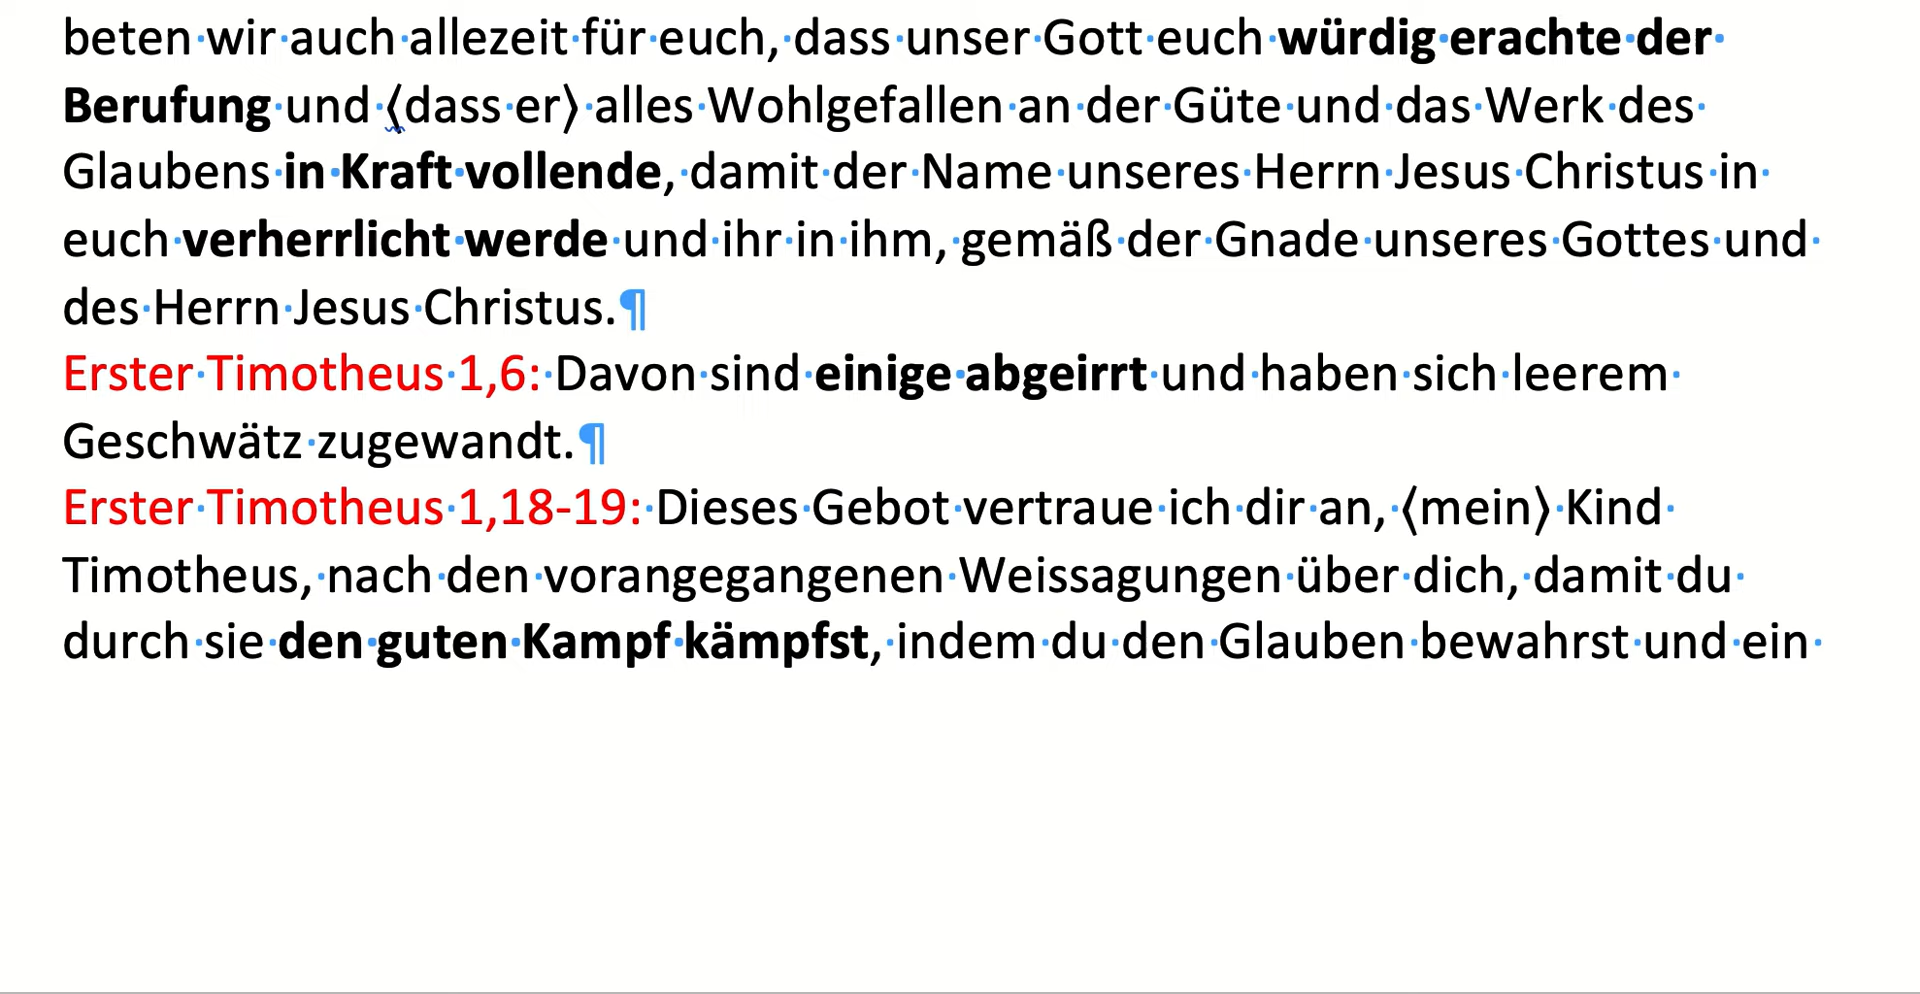 beten wir auch allezeit für euch, dass unser Gott euch würdig erachte der
Berufung und ⟨dass er⟩ alles Wohlgefallen an der Güte und das Werk des
Glaubens in Kraft vollende, damit der Name unseres Herrn Jesus Christus in
euch verherrlicht werde und ihr in ihm, gemäß der Gnade unseres Gottes und
des Herrn Jesus Christus.¶
Erster Timotheus 1,6: Davon sind einige abgeirrt und haben sich leerem
Geschwätz zugewandt.¶
Erster Timotheus 1,18-19: Dieses Gebot vertraue ich dir an, ⟨mein⟩ Kind
Timotheus, nach den vorangegangenen Weissagungen über dich, damit du
durch sie den guten Kampf kämpfst, indem du den Glauben bewahrst und ein